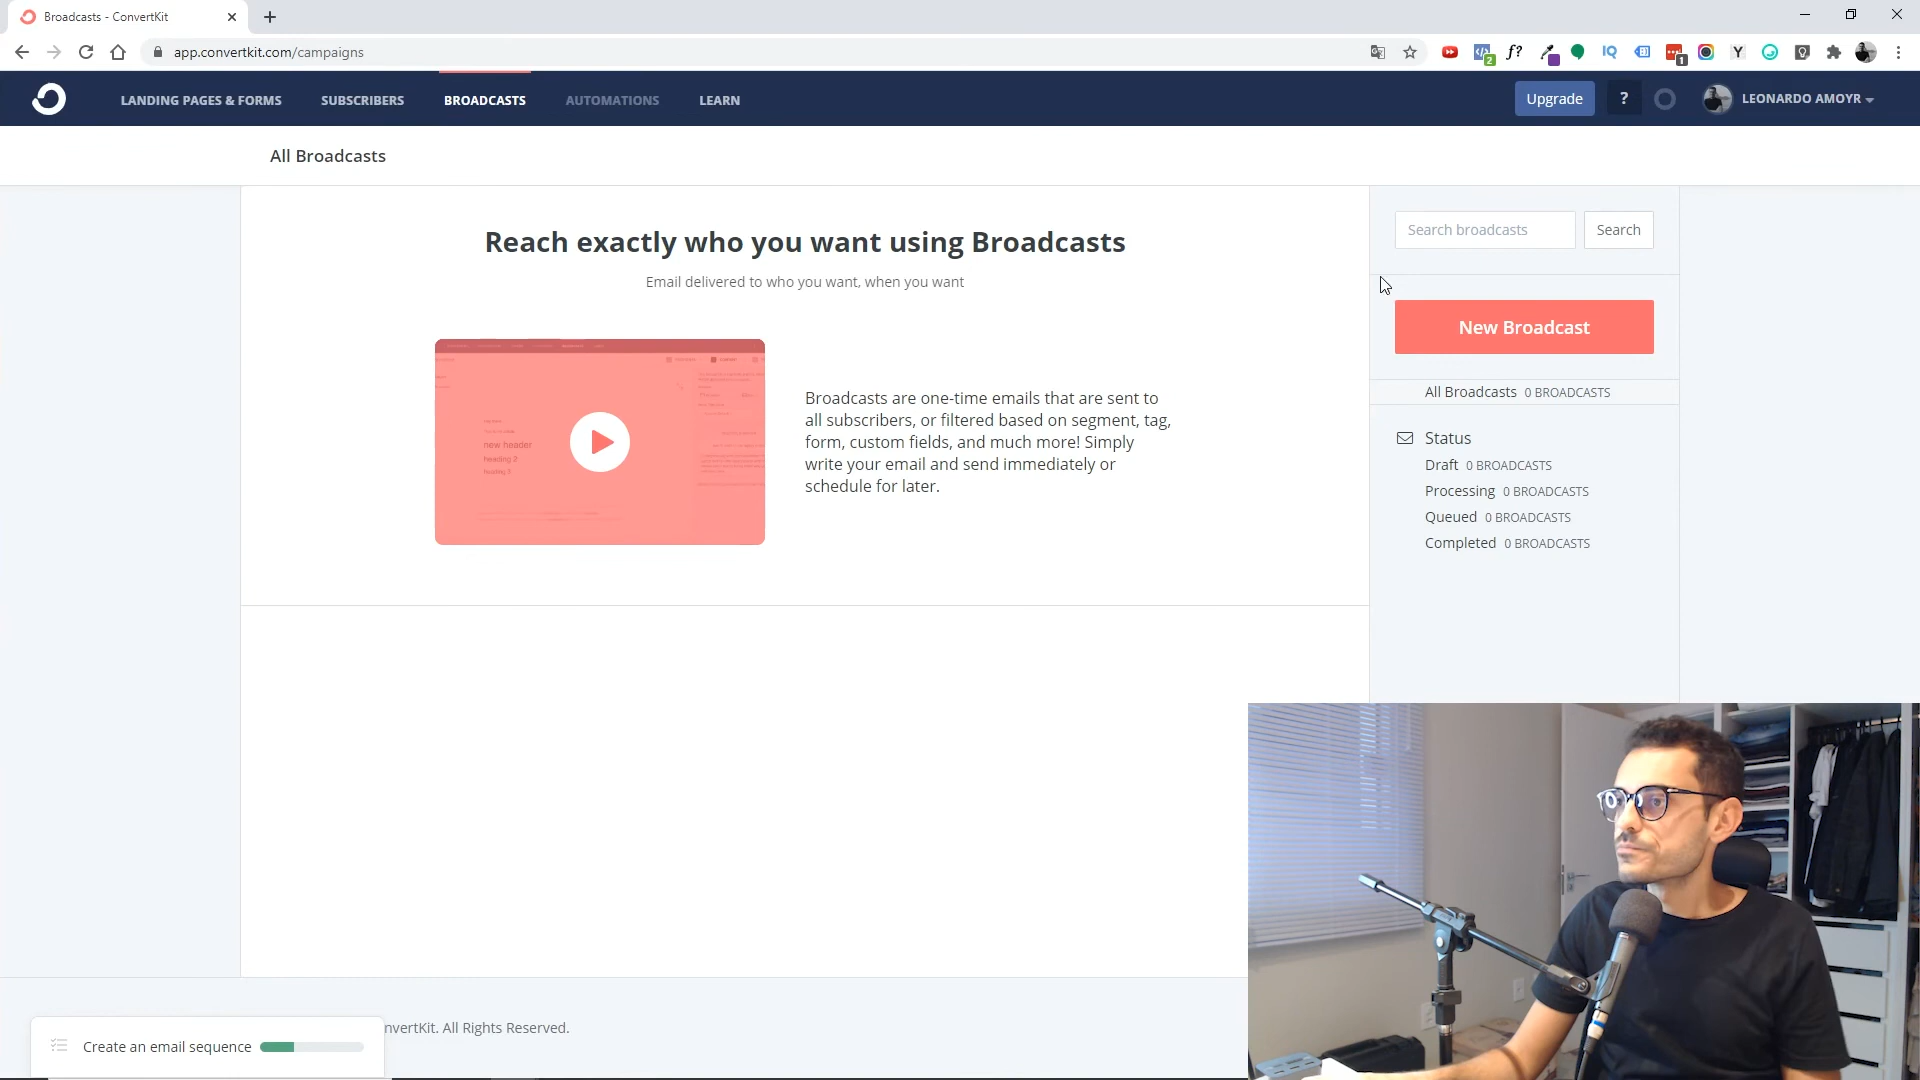 Broadcasts - ConvertKit
app.convertkit.com/campaigns
LANDING PAGES & FORMS
SUBSCRIBERS
BROADCASTS
AUTOMATIONS
LEARN
Upgrade
?
LEONARDO AMOYR
All Broadcasts
Reach exactly who you want using Broadcasts
Email delivered to who you want, when you want
new header
heading 2
heading 3
Broadcasts are one-time emails that are sent to
all subscribers, or filtered based on segment, tag,
form, custom fields, and much more! Simply
write your email and send immediately or
schedule for later.
Search broadcasts
Search
New Broadcast
All Broadcasts 0 BROADCASTS
Status
Draft 0 BROADCASTS
Processing 0 BROADCASTS
Queued 0 BROADCASTS
Completed 0 BROADCASTS
nvertKit. All Rights Reserved.
Create an email sequence